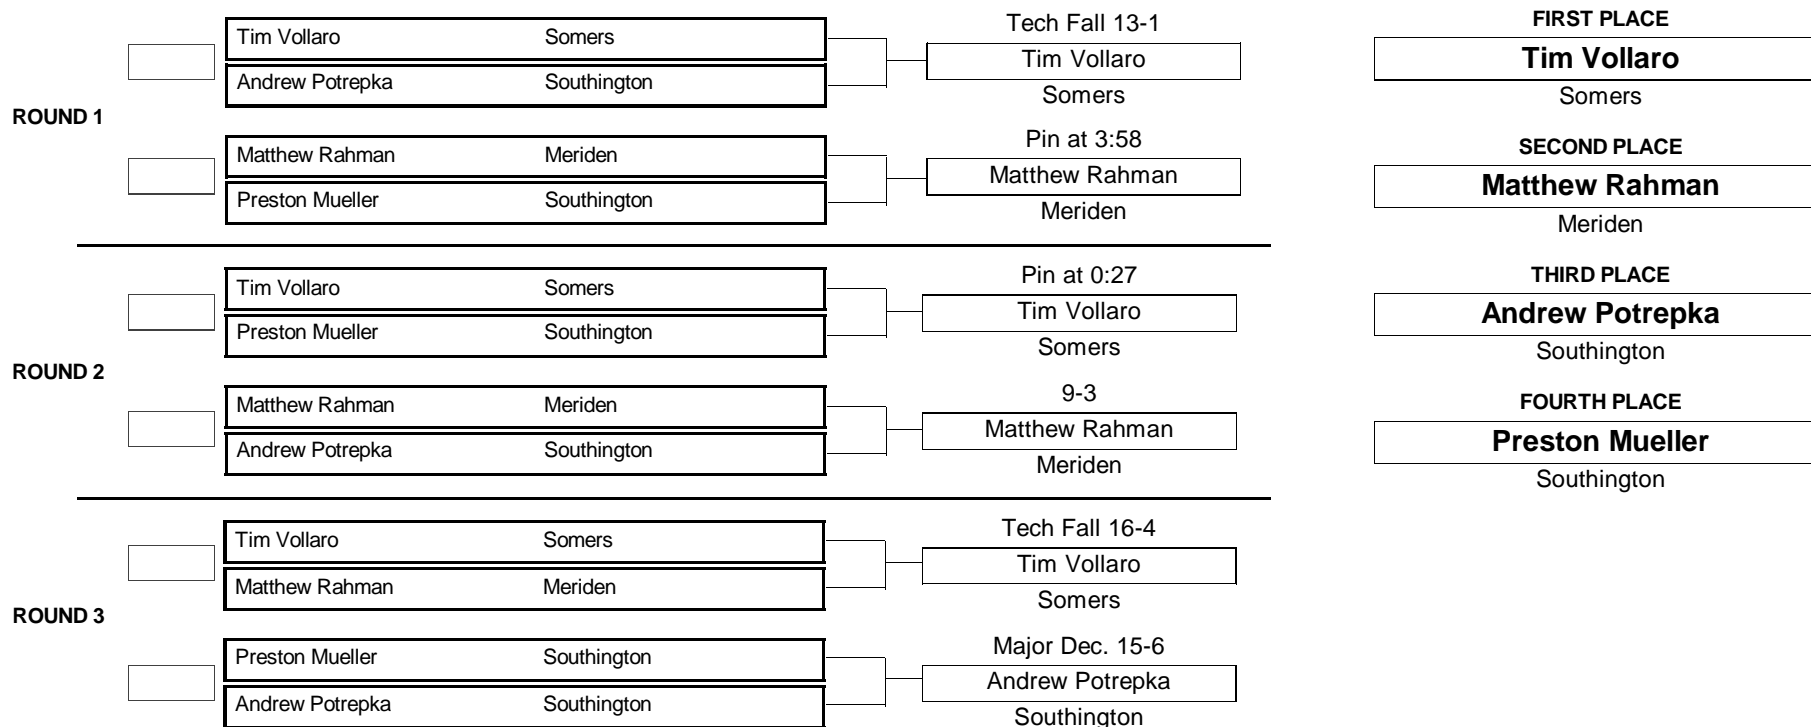 Tech Fall 13-1
Tim Vollaro Somers
Tim Vollaro
Andrew Potrepka Southington
Somers
ROUND 1
Pin at 3:58
Matthew Rahman Meriden
Matthew Rahman
Preston Mueller Southington
Meriden
Pin at 0:27
Tim Vollaro Somers
Tim Vollaro
Preston Mueller Southington
Somers
ROUND 2
9-3
Matthew Rahman Meriden
Matthew Rahman
Andrew Potrepka Southington
Meriden
Tech Fall 16-4
Tim Vollaro Somers
Tim Vollaro
Matthew Rahman Meriden
Somers
ROUND 3
Major Dec. 15-6
Preston Mueller Southington
Andrew Potrepka
Andrew Potrepka Southington
Southington
FIRST PLACE
Tim Vollaro
Somers
SECOND PLACE
Matthew Rahman
Meriden
THIRD PLACE
Andrew Potrepka
Southington
FOURTH PLACE
Preston Mueller
Southington